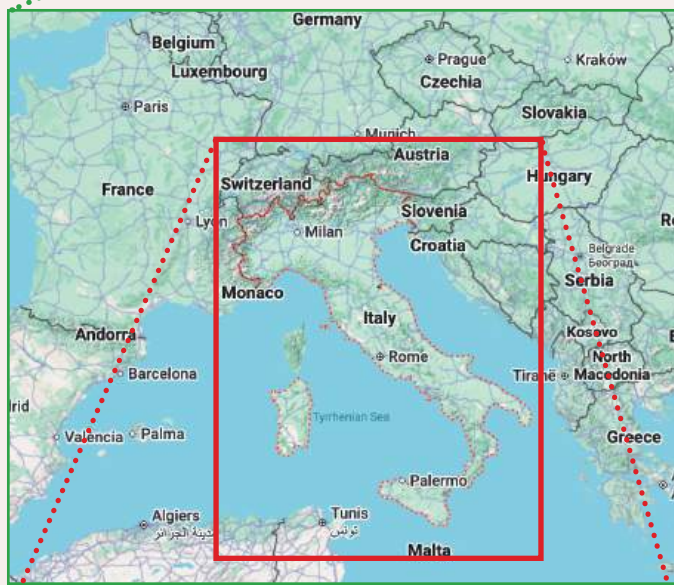 Germany
Belgium
Prague
Kraków
Luxembourg
Czechia
Paris
Slovakia
Munich
Austria
France
Switzerland
Hungary
Lyon
Slovenia
Milan
Croatia
Belgrade
Београд
Serbia
Monaco
Italy
Andorra
Kosovo
Rome
North
Macedonia
Tiranë
Barcelona
Tyrrhenian Sea
Valencia
Palma
Greece
Palermo
Algiers
مدينة الجزائر
Tunis
تونس
Malta